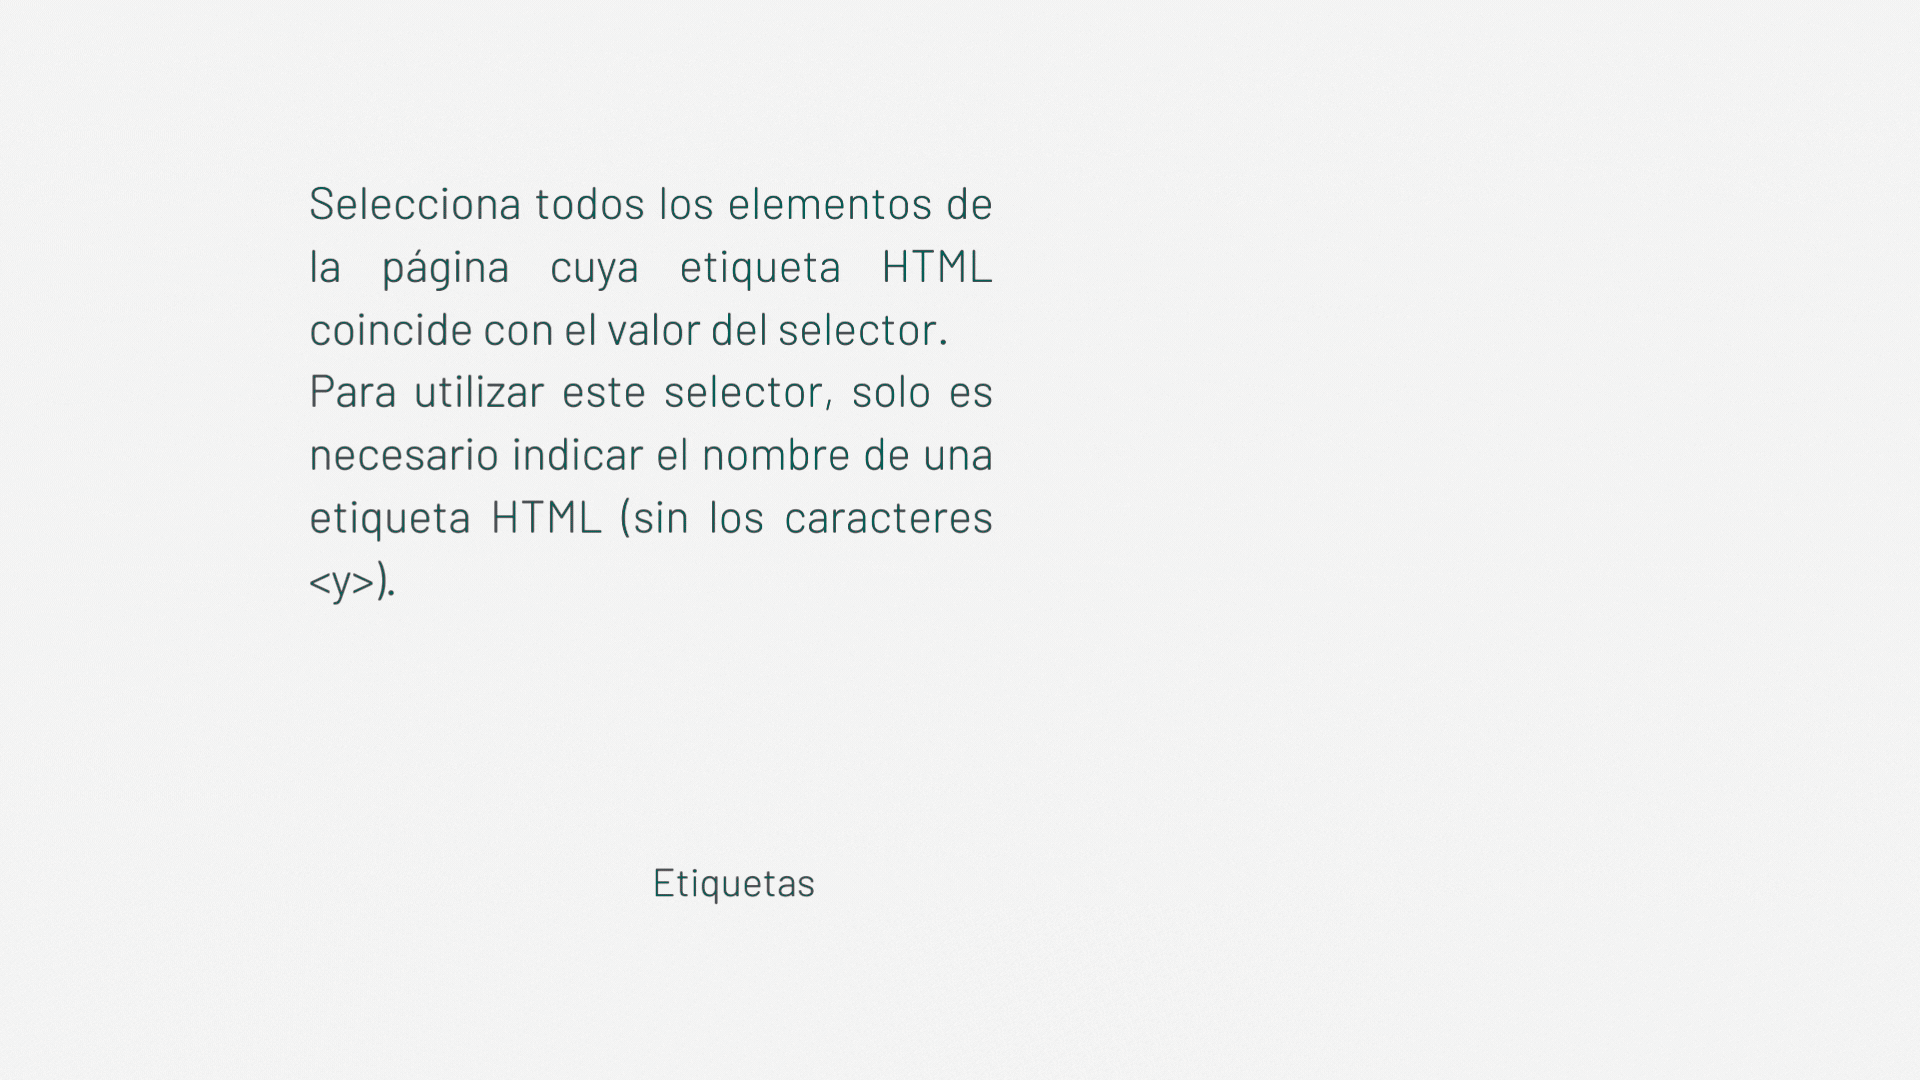 Selecciona todos los elementos de
la página cuya etiqueta HTML
coincide con el valor del selector.
Para utilizar este selector, solo es
necesario indicar el nombre de una
etiqueta HTML (sin los caracteres
<y>).
Etiquetas